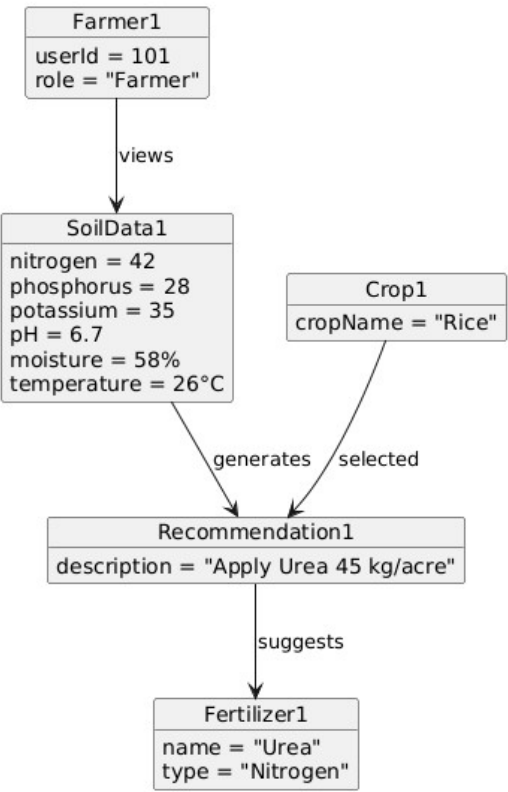 Farmer1
userId = 101
role = "Farmer"
views
SoilData1
nitrogen = 42
phosphorus = 28
potassium = 35
pH = 6.7
moisture = 58%
temperature = 26°C
Crop1
cropName = "Rice"
generates
selected
Recommendation1
description = "Apply Urea 45 kg/acre"
suggests
Fertilizer1
name = "Urea"
type = "Nitrogen"